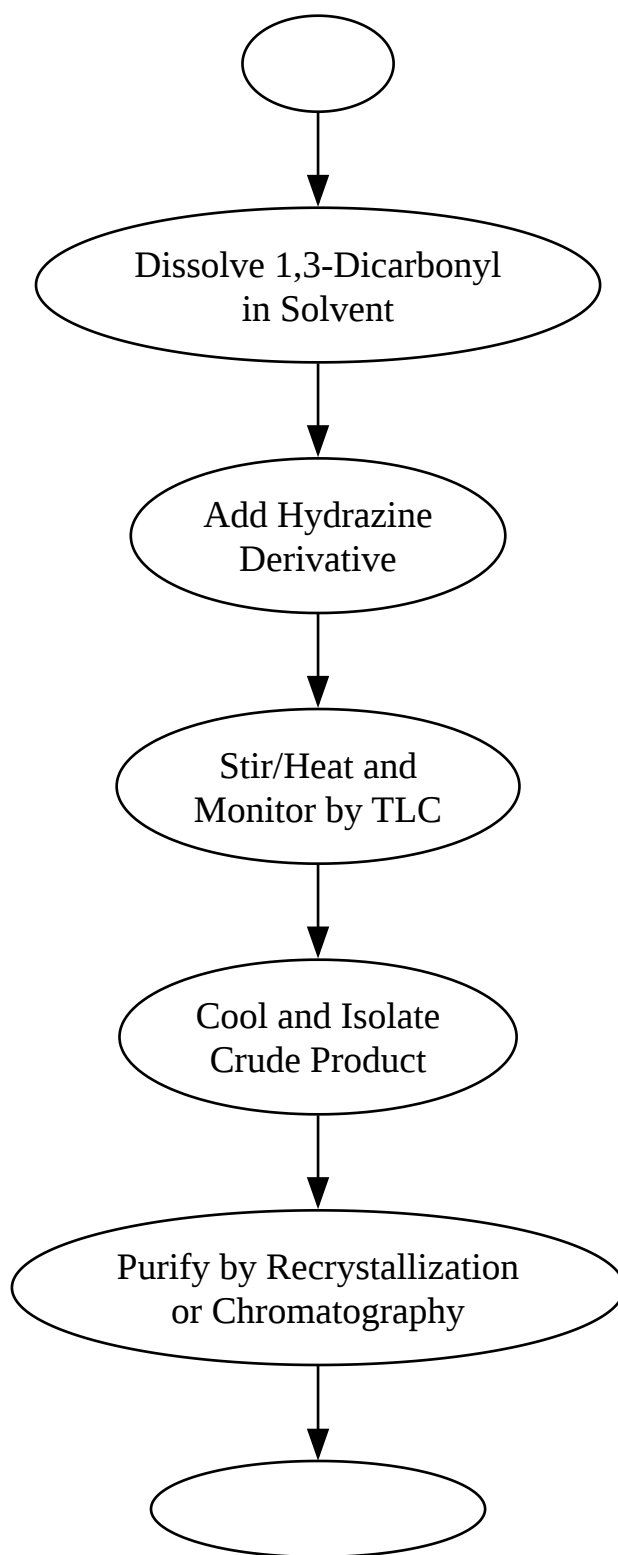 Dissolve 1,3-Dicarbonyl
in Solvent
Add Hydrazine
Derivative
Stir/Heat and
Monitor by TLC
Cool and Isolate
Crude Product
Purify by Recrystallization
or Chromatography